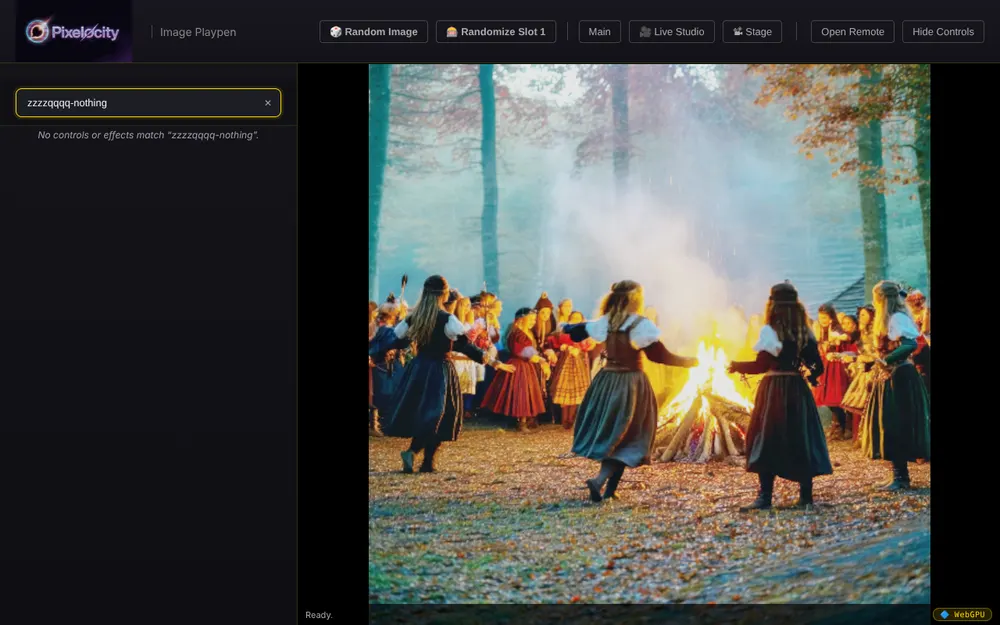 Pixelocity
Image Playpen
🎲 Random Image
🎰 Randomize Slot 1
Main
🎥 Live Studio
📽 Stage
Open Remote
Hide Controls
zzzzqqqq-nothing ×
No controls or effects match "zzzzqqqq-nothing".
Ready.
🔷 WebGPU